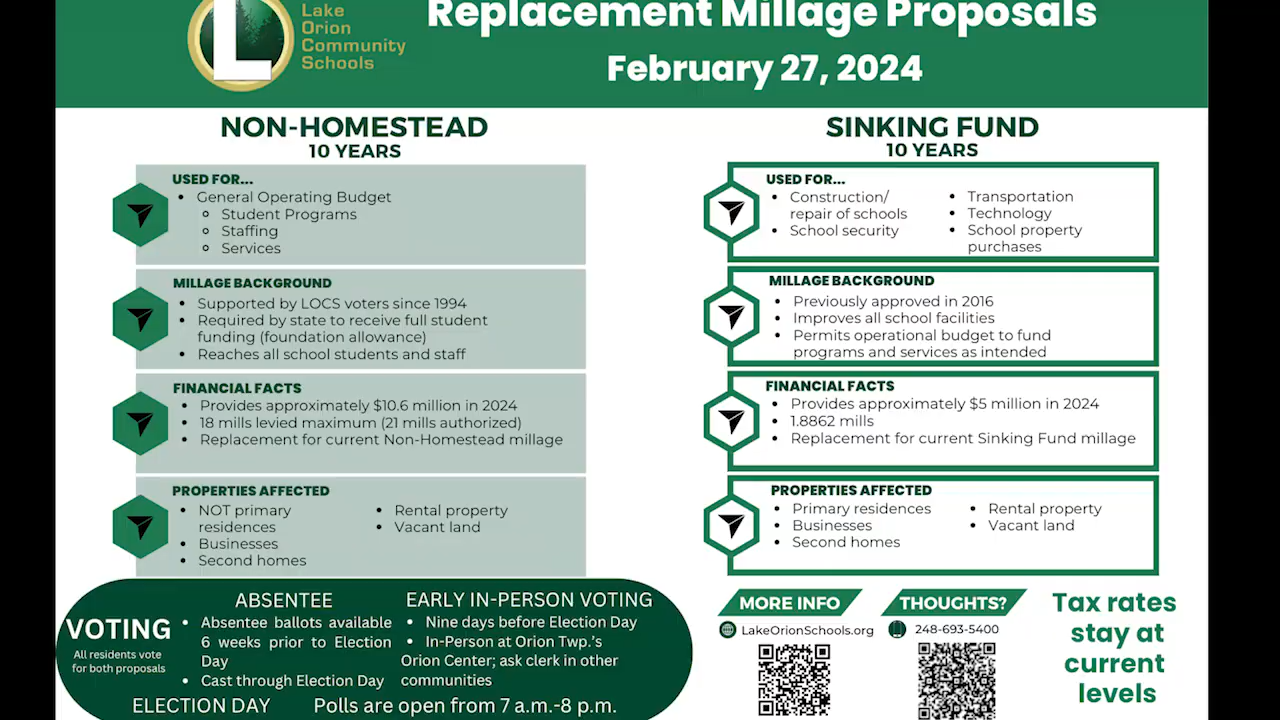 Lake
Orion
Community
Schools
L
Replacement Millage Proposals
February 27, 2024
NON-HOMESTEAD
10 YEARS
USED FOR...
• General Operating Budget
○ Student Programs
○ Staffing
○ Services
MILLAGE BACKGROUND
• Supported by LOCS voters since 1994
• Required by state to receive full student
funding (foundation allowance)
• Reaches all school students and staff
FINANCIAL FACTS
• Provides approximately $10.6 million in 2024
• 18 mills levied maximum (21 mills authorized)
• Replacement for current Non-Homestead millage
PROPERTIES AFFECTED
• NOT primary
residences
• Businesses
• Second homes
• Rental property
• Vacant land
SINKING FUND
10 YEARS
USED FOR...
• Construction/
repair of schools
• School security
• Transportation
• Technology
• School property
purchases
MILLAGE BACKGROUND
• Previously approved in 2016
• Improves all school facilities
• Permits operational budget to fund
programs and services as intended
FINANCIAL FACTS
• Provides approximately $5 million in 2024
• 1.8862 mills
• Replacement for current Sinking Fund millage
PROPERTIES AFFECTED
• Primary residences
• Businesses
• Second homes
• Rental property
• Vacant land
VOTING
All residents vote
for both proposals
ABSENTEE
• Absentee ballots available
6 weeks prior to Election
Day
• Cast through Election Day
EARLY IN-PERSON VOTING
• Nine days before Election Day
• In-Person at Orion Twp.'s
Orion Center; ask clerk in other
communities
ELECTION DAY Polls are open from 7 a.m.-8 p.m.
MORE INFO
LakeOrionSchools.org
THOUGHTS?
248-693-5400
Tax rates
stay at
current
levels